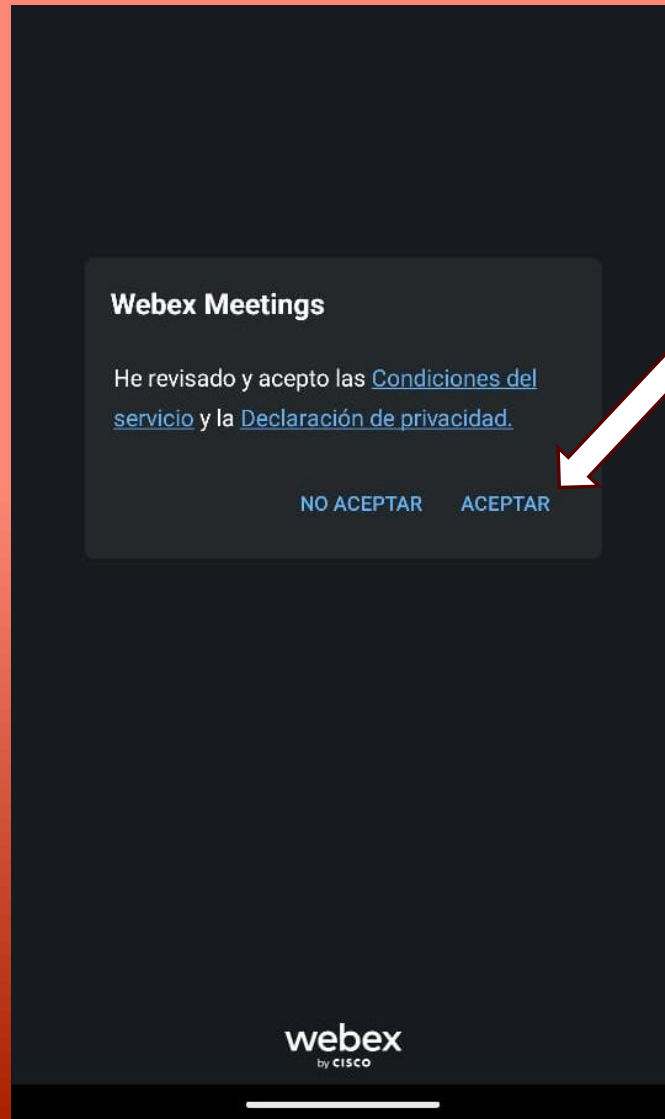 Webex Meetings
He revisado y acepto las Condiciones del
servicio y la Declaración de privacidad.
NO ACEPTAR ACEPTAR
webex
by CISCO